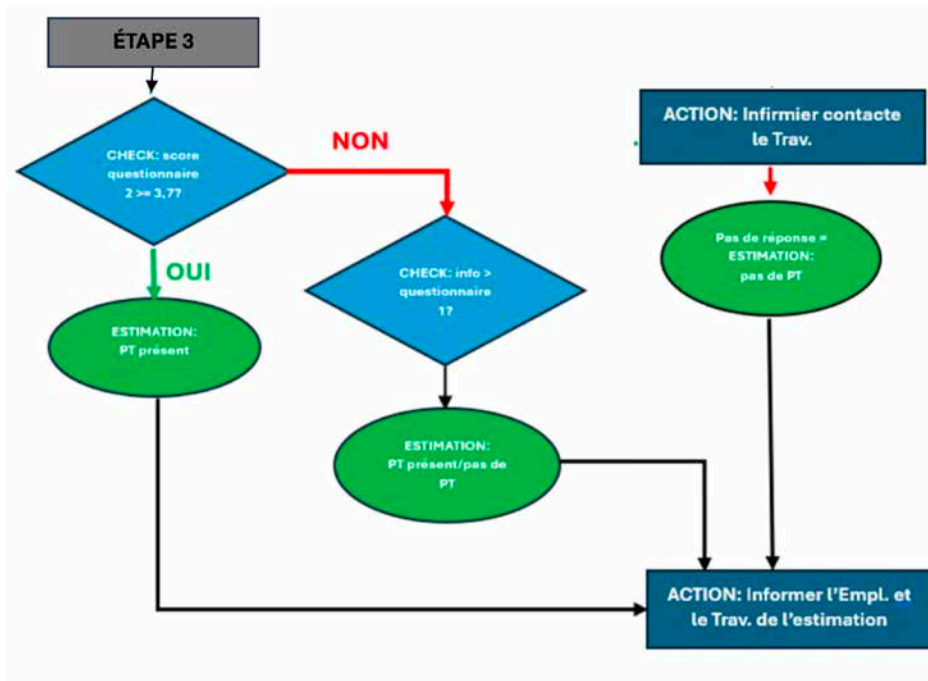 ÉTAPE 3
CHECK: score
questionnaire
2 >= 3,7?
NON
OUI
ESTIMATION:
PT présent
CHECK: info >
questionnaire
1?
ESTIMATION:
PT présent/pas de
PT
ACTION: Infirmier contacte
le Trav.
Pas de réponse =
ESTIMATION:
pas de PT
ACTION: Informer l'Empl. et
le Trav. de l'estimation